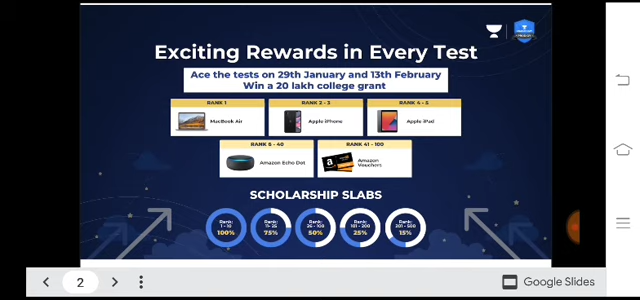 Exciting Rewards in Every Test
Ace the tests on 29th January and 13th February
Win a 20 lakh college grant
RANK 1
MacBook Air
RANK 2 - 3
Apple iPhone
RANK 4 - 5
Apple iPad
RANK 6 - 40
Amazon Echo Dot
RANK 41 - 100
Amazon
Vouchers
SCHOLARSHIP SLABS
Rank:
1 - 10
100%
Rank:
11- 25
75%
Rank:
26 - 100
50%
Rank:
101 - 200
25%
Rank:
201 - 500
15%
2
Google Slides